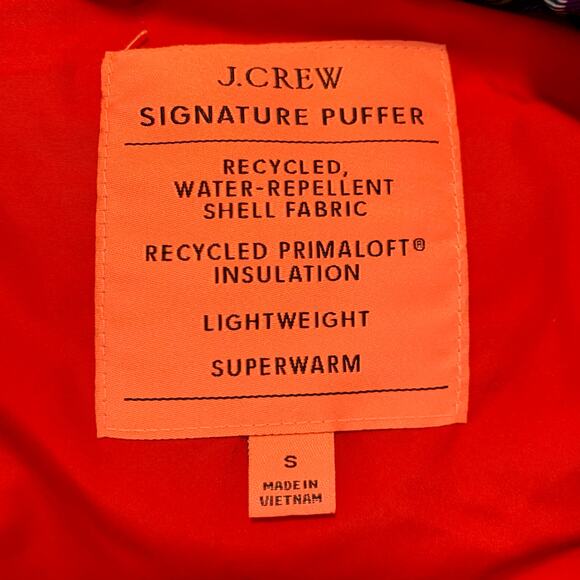 J.CREW
SIGNATURE PUFFER
RECYCLED,
WATER-REPELLENT
SHELL FABRIC
RECYCLED PRIMALOFT®
INSULATION
LIGHTWEIGHT
SUPERWARM
S
MADE IN
VIETNAM